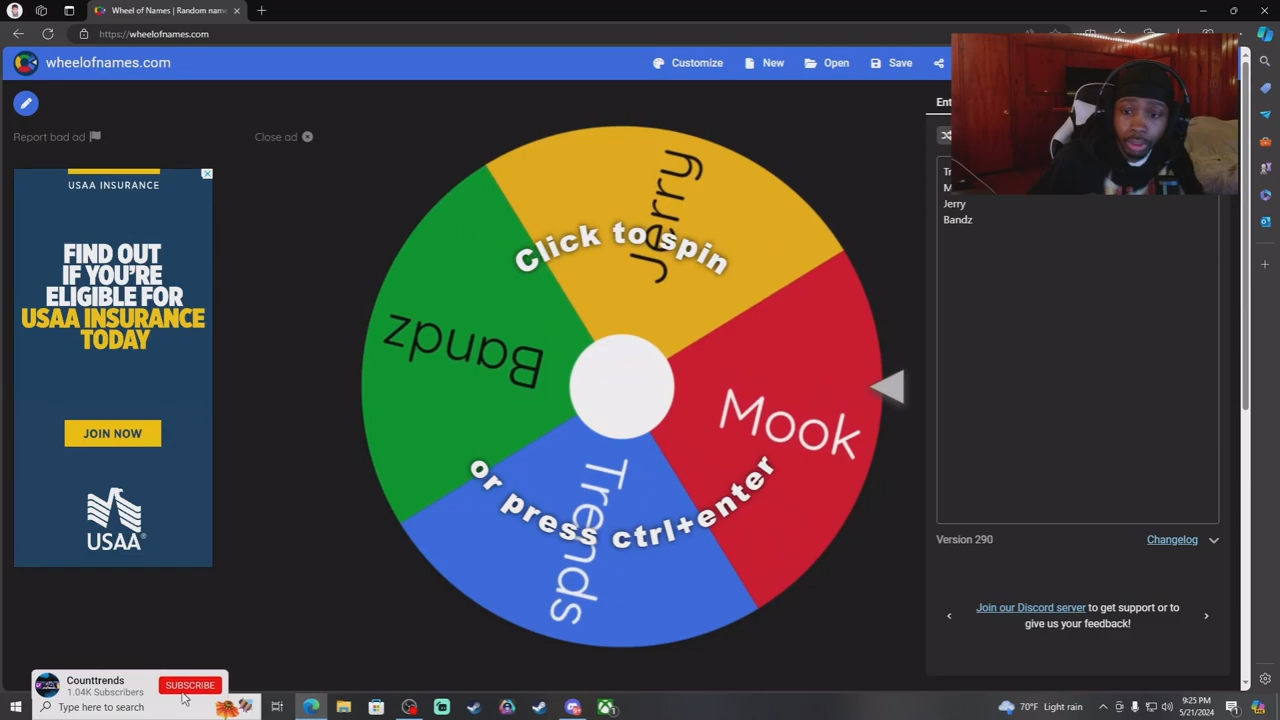 Wheel of Names | Random name
https://wheelofnames.com
wheelofnames.com
Customize
New
Open
Save
Report bad ad
Close ad
USAA INSURANCE
FIND OUT
IF YOU'RE
ELIGIBLE FOR
USAA INSURANCE
TODAY
JOIN NOW
USAA
Click to spin
or press ctrl+enter
Jerry
Mook
Trends
Bandz
Ent
Tr
M
Jerry
Bandz
Version 290
Changelog
Join our Discord server to get support or to
give us your feedback!
Counttrends
1.04K Subscribers
SUBSCRIBE
Type here to search
70°F Light rain
9:25 PM
5/21/2024